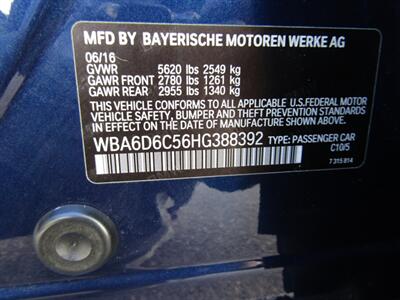 MFD BY BAYERISCHE MOTOREN WERKE AG
06/16
GVWR 5620 lbs 2549 kg
GAWR FRONT 2780 lbs 1261 kg
GAWR REAR 2955 lbs 1340 kg
THIS VEHICLE CONFORMS TO ALL APPLICABLE U.S.FEDERAL MOTOR
VEHICLE SAFETY, BUMPER, AND THEFT PREVENTION STANDARDS
IN EFFECT ON THE DATE OF MANUFACTURE SHOWN ABOVE.
WBA6D6C56HG388392 TYPE: PASSENGER CAR
C10/5
7 315 814